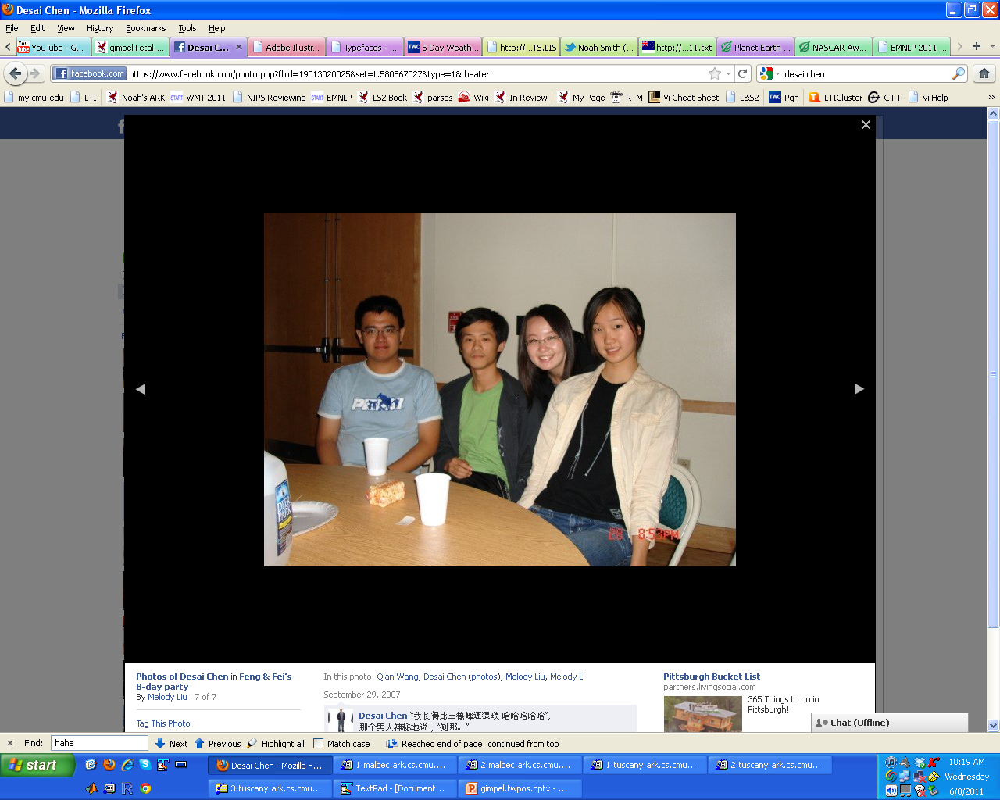 Desai Chen - Mozilla Firefox
File Edit View History Bookmarks Tools Help
YouTube - G...
gimpel+etal....
Desai C...
Adobe Illustr...
Typefaces - ...
5 Day Weath...
http://...TS.LIS
Noah Smith (...
http://...11.txt
Planet Earth ...
NASCAR Aw...
EMNLP 2011 ...
facebook.com https://www.facebook.com/photo.php?fbid=19013020025&set=t.580867027&type=1&theater
desai chen
my.cmu.edu LTI Noah's ARK WMT 2011 NIPS Reviewing EMNLP LS2 Book parses Wiki In Review My Page RTM Vi Cheat Sheet L&S2 Pgh LTICluster C++ vi Help
DEER PARK
8:53PM
Photos of Desai Chen in Feng & Fei's
B-day party
By Melody Liu · 7 of 7
Tag This Photo
In this photo: Qian Wang, Desai Chen (photos), Melody Liu, Melody Li
September 29, 2007
Desai Chen “我长得比王德峰还猥琐 哈哈哈哈哈”,
那个男人神秘地说，“侧那。”
Pittsburgh Bucket List
partners.livingsocial.com
365 Things to do in
Pittsburgh!
Chat (Offline)
Find: haha Next Previous Highlight all Match case Reached end of page, continued from top
start
Desai Chen - Mozilla F...
1:malbec.ark.cs.cmu....
2:malbec.ark.cs.cmu....
1:tuscany.ark.cs.cmu...
2:tuscany.ark.cs.cmu...
3:tuscany.ark.cs.cmu...
TextPad - [Document...
gimpel.twpos.pptx - ...
10:19 AM
Wednesday
6/8/2011